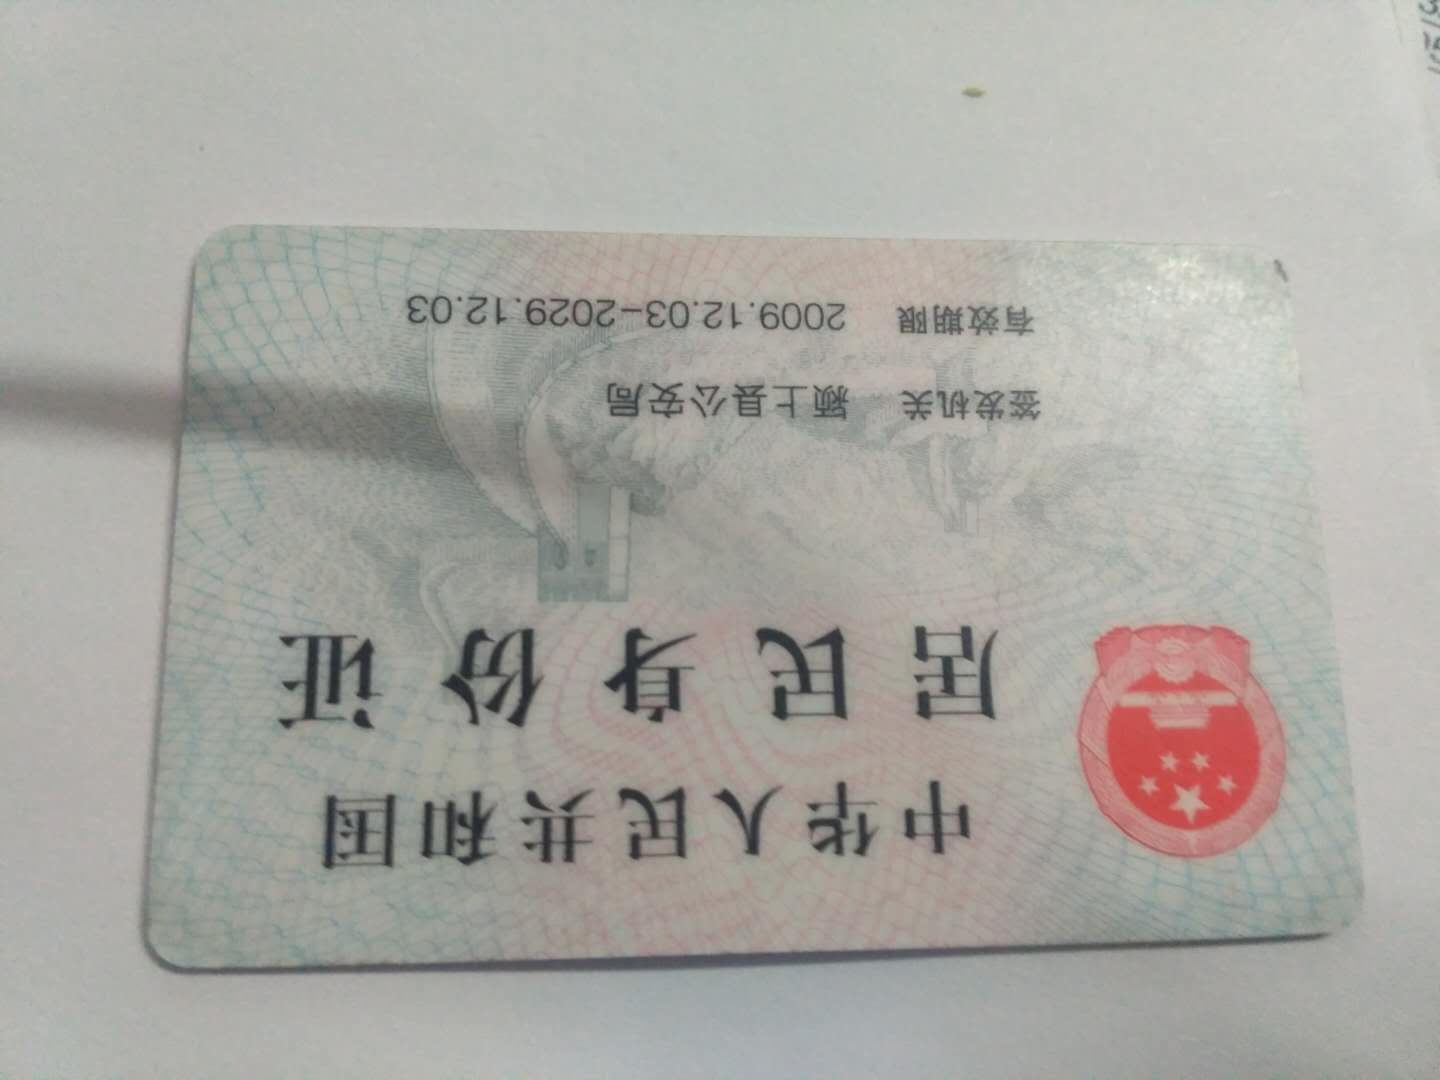 中华人民共和国
居民身份证
签发机关 颍上县公安局
有效期限 2009.12.03-2029.12.03